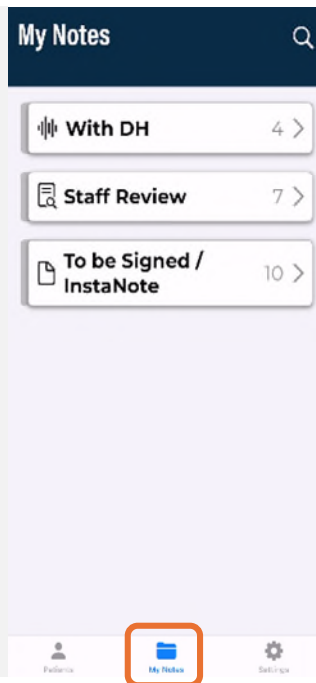 My Notes
With DH 4
Staff Review 7
To be Signed /
InstaNote 10
Patients My Notes Settings